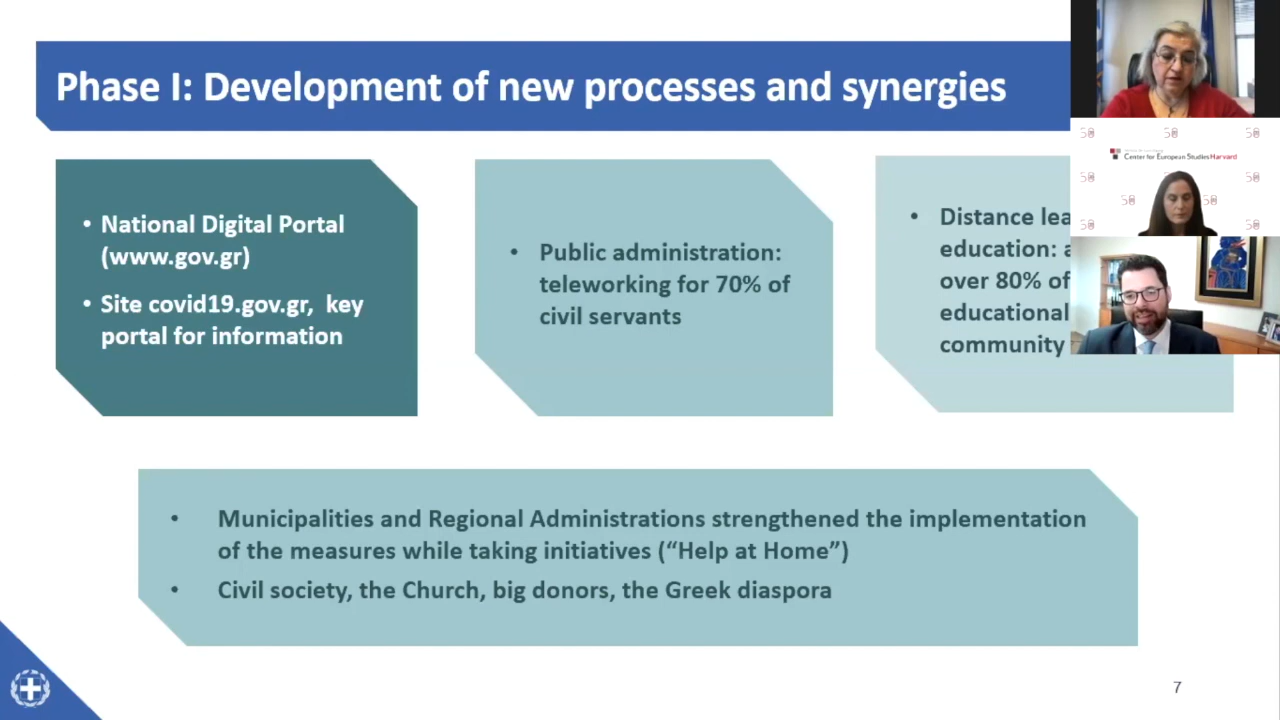 Phase I: Development of new processes and synergies
• National Digital Portal
(www.gov.gr)
• Site covid19.gov.gr, key
portal for information
• Public administration:
teleworking for 70% of
civil servants
• Distance
education:
over 80% of
educational
community
• Municipalities and Regional Administrations strengthened the implementation
of the measures while taking initiatives (“Help at Home”)
• Civil society, the Church, big donors, the Greek diaspora
7
Center for European Studies Harvard